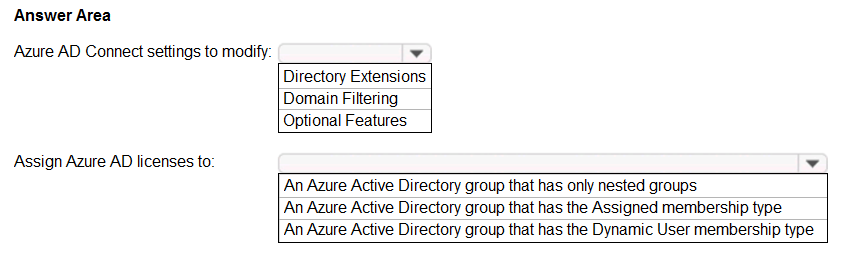 Answer Area
Azure AD Connect settings to modify:
Directory Extensions
Domain Filtering
Optional Features
Assign Azure AD licenses to:
An Azure Active Directory group that has only nested groups
An Azure Active Directory group that has the Assigned membership type
An Azure Active Directory group that has the Dynamic User membership type